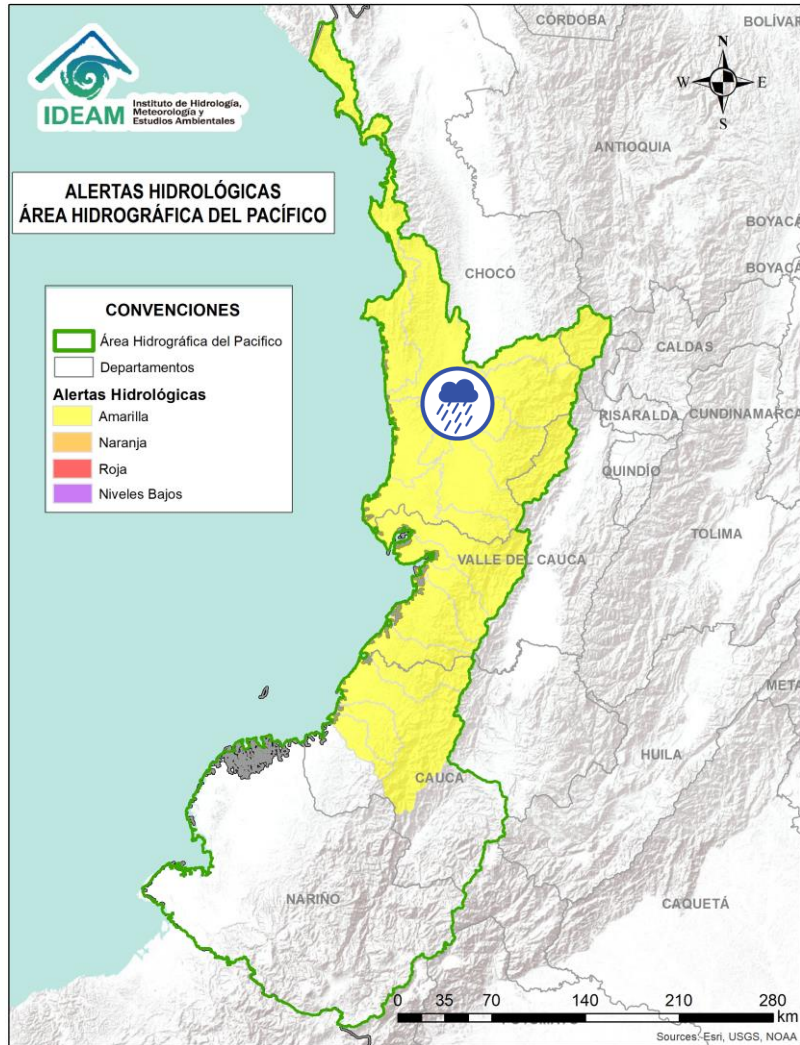 IDEAM
Instituto de Hidrología,
Meteorología y
Estudios Ambientales
ALERTAS HIDROLÓGICAS
ÁREA HIDROGRÁFICA DEL PACÍFICO
CONVENCIONES
Área Hidrográfica del Pacifico
Departamentos
Alertas Hidrológicas
Amarilla
Naranja
Roja
Niveles Bajos
CÓRDOBA
BOLÍVAR
N
W
E
S
ANTIOQUIA
BOYACÁ
BOYACÁ
CHOCÓ
CALDAS
RISARALDA
CUNDINAMARCA
QUINDÍO
TOLIMA
VALLE DEL CAUCA
META
HUILA
CAUCA
NARIÑO
CAQUETÁ
0 35 70 140 210 280
km
Sources: Esri, USGS, NOAA